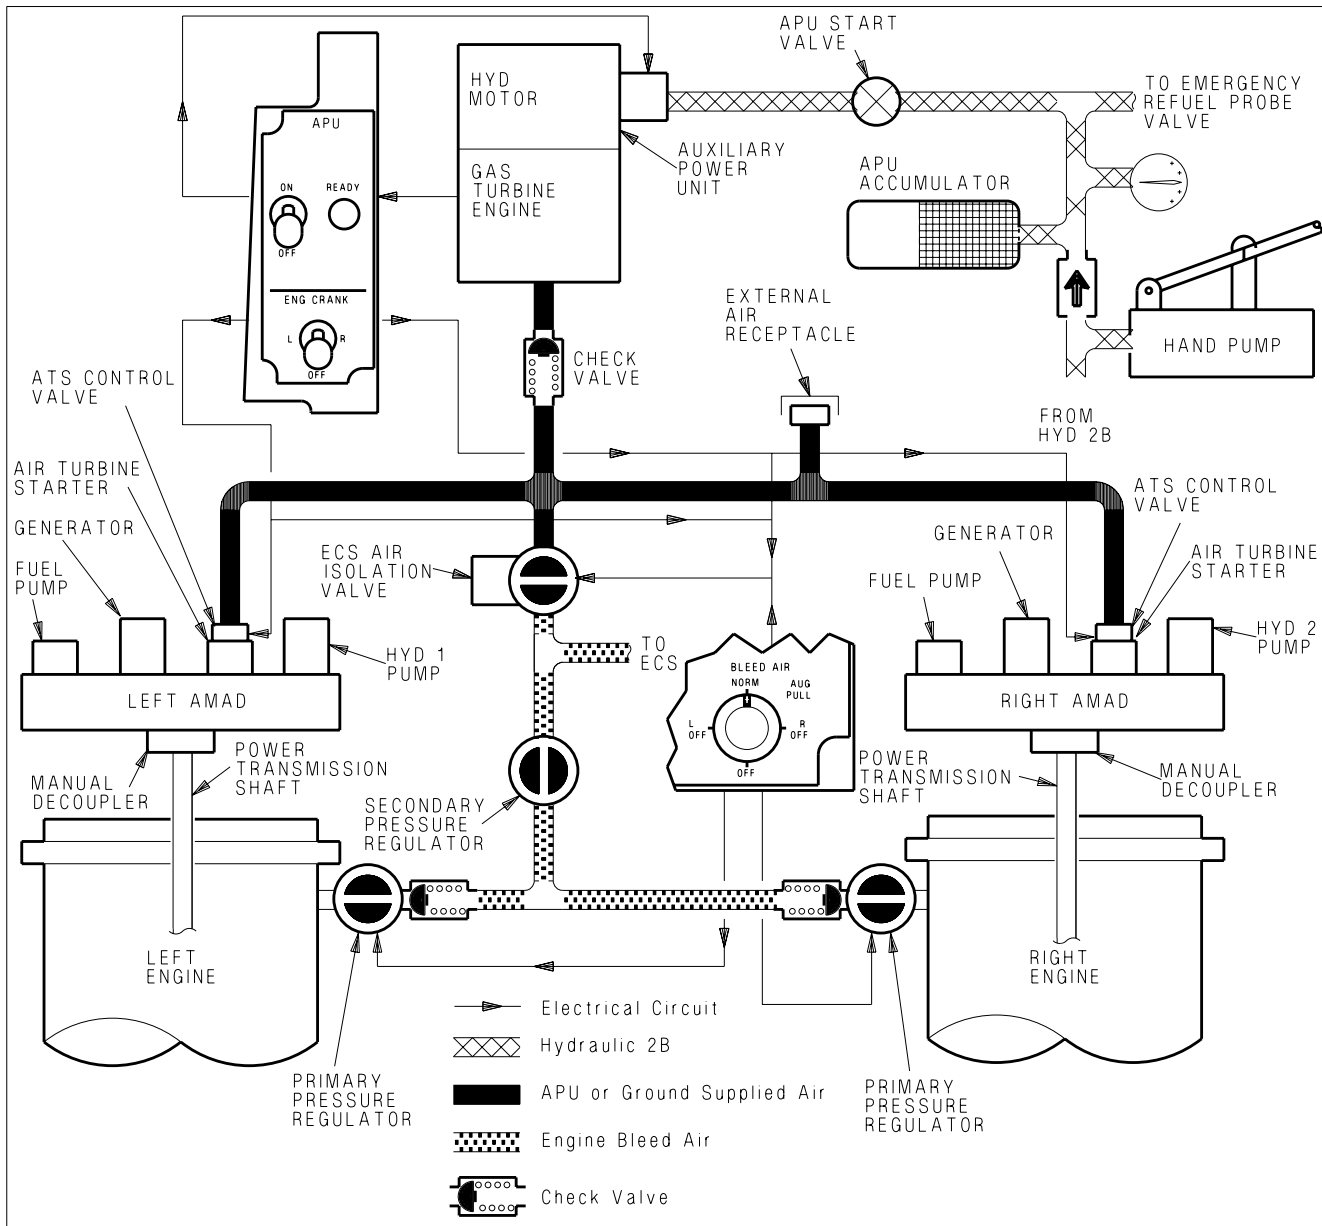 APU START
VALVE
HYD
MOTOR
TO EMERGENCY
REFUEL PROBE
VALVE
APU
AUXILIARY
POWER
UNIT
GAS
TURBINE
ENGINE
APU
ACCUMULATOR
ON
READY
OFF
ENG CRANK
L
R
OFF
EXTERNAL
AIR
RECEPTACLE
HAND PUMP
CHECK
VALVE
ATS CONTROL
VALVE
FROM
HYD 2B
AIR TURBINE
STARTER
ATS CONTROL
VALVE
GENERATOR
GENERATOR
ECS AIR
ISOLATION
VALVE
AIR TURBINE
STARTER
FUEL
PUMP
FUEL PUMP
HYD 1
PUMP
TO
ECS
HYD 2
PUMP
BLEED AIR
NORM
AUG
PULL
L
OFF
R
OFF
OFF
LEFT AMAD
RIGHT AMAD
POWER
TRANSMISSION
SHAFT
MANUAL
DECOUPLER
POWER
TRANSMISSION
SHAFT
MANUAL
DECOUPLER
SECONDARY
PRESSURE
REGULATOR
LEFT
ENGINE
RIGHT
ENGINE
Electrical Circuit
Hydraulic 2B
PRIMARY
PRESSURE
REGULATOR
PRIMARY
PRESSURE
REGULATOR
APU or Ground Supplied Air
Engine Bleed Air
Check Valve